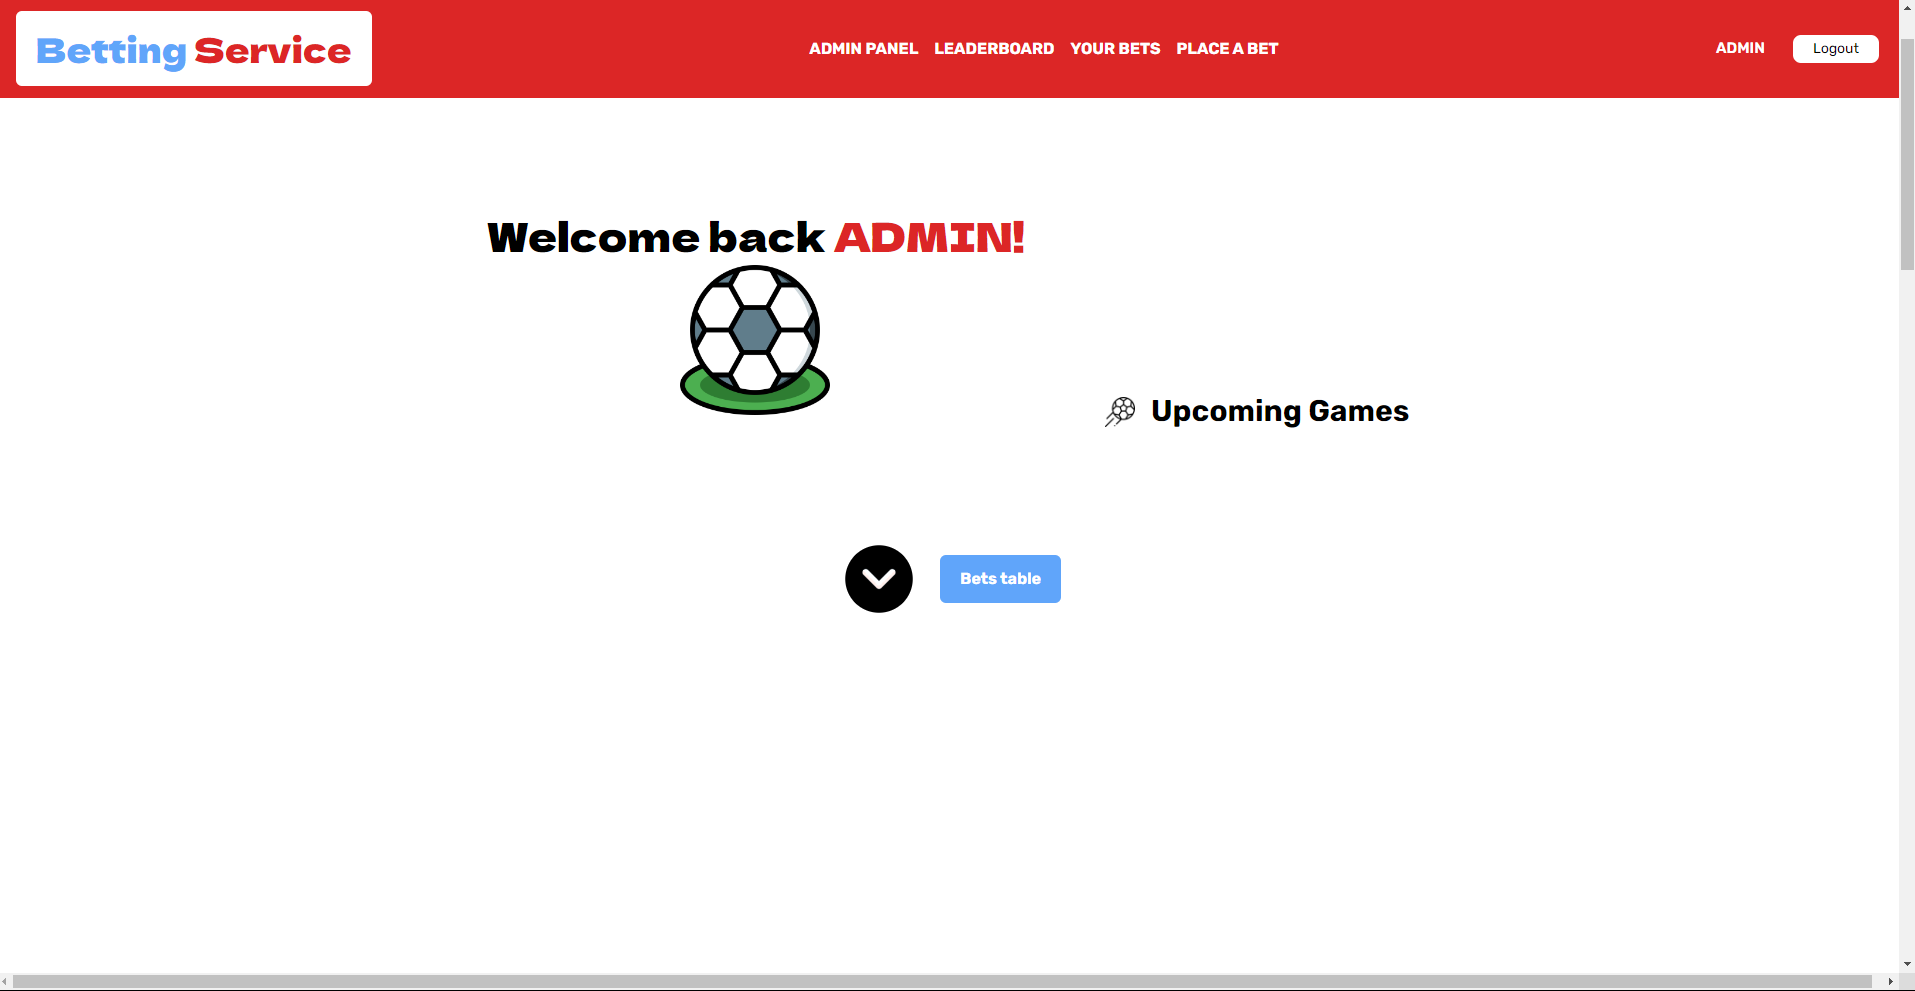 Betting Service
ADMIN PANEL LEADERBOARD YOUR BETS PLACE A BET
ADMIN
Logout
Welcome back ADMIN!
Upcoming Games
Bets table